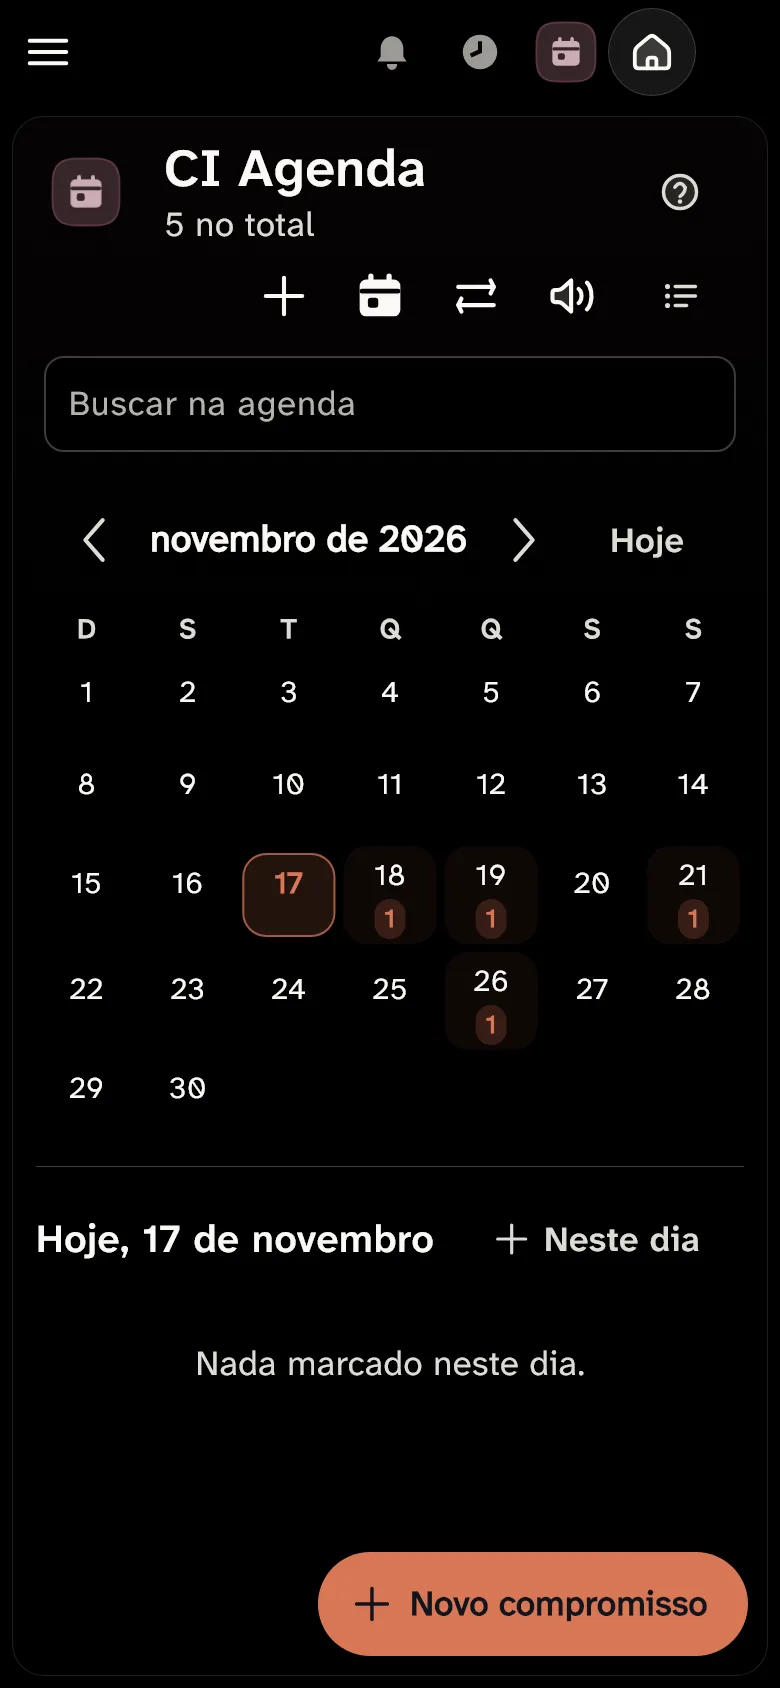 CI Agenda
5 no total
Buscar na agenda
novembro de 2026 Hoje
D S T Q Q S S
1 2 3 4 5 6 7
8 9 10 11 12 13 14
15 16 17 18 19 20 21
1 1 1
22 23 24 25 26 27 28
1
29 30
Hoje, 17 de novembro + Neste dia
Nada marcado neste dia.
+ Novo compromisso